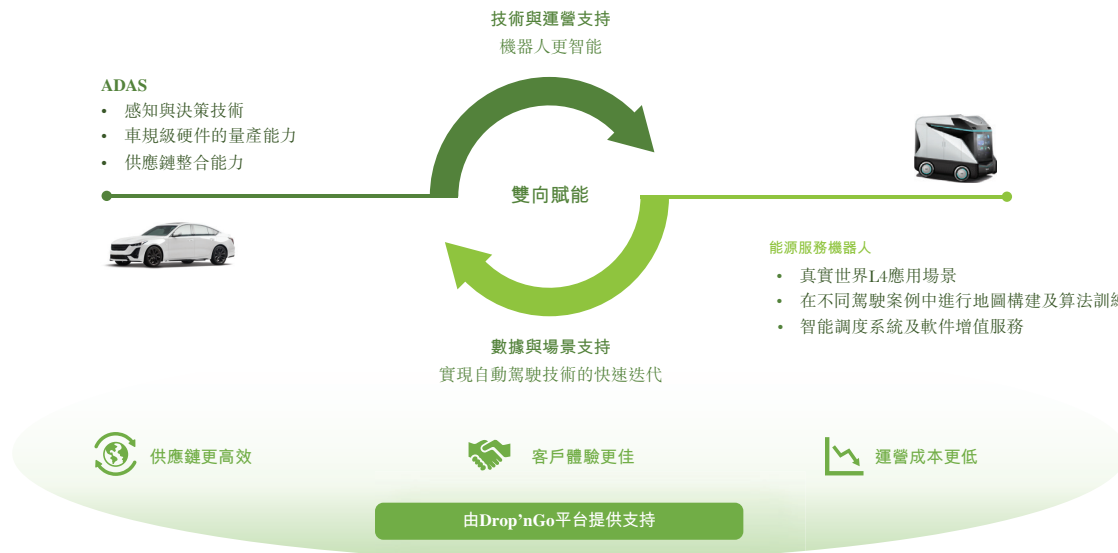 技術與運營支持
機器人更智能
ADAS
• 感知與決策技術
• 車規級硬件的量產能力
• 供應鏈整合能力
雙向賦能
能源服務機器人
• 真實世界L4應用場景
• 在不同駕駛案例中進行地圖構建及算法訓練
• 智能調度系統及軟件增值服務
數據與場景支持
實現自動駕駛技術的快速迭代
供應鏈更高效
客戶體驗更佳
運營成本更低
由Drop’nGo平台提供支持